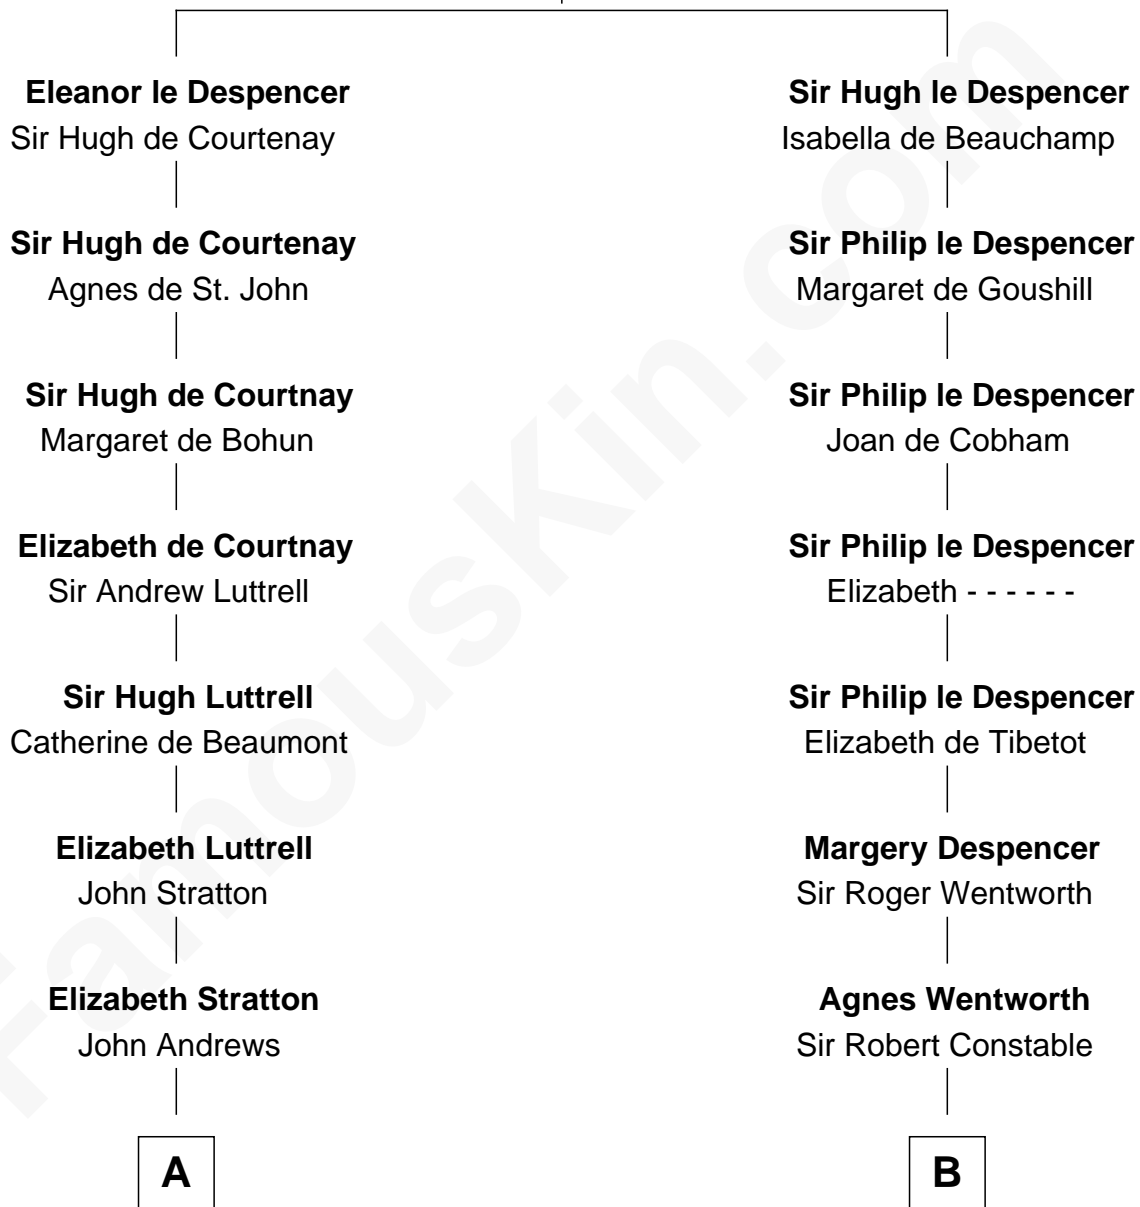 Eleanor le Despencer
Sir Hugh de Courtenay
Sir Hugh de Courtenay
Agnes de St. John
Sir Hugh de Courtnay
Margaret de Bohun
Elizabeth de Courtnay
Sir Andrew Luttrell
Sir Hugh Luttrell
Catherine de Beaumont
Elizabeth Luttrell
John Stratton
Elizabeth Stratton
John Andrews
A
Sir Hugh le Despencer
Isabella de Beauchamp
Sir Philip le Despencer
Margaret de Goushill
Sir Philip le Despencer
Joan de Cobham
Sir Philip le Despencer
Elizabeth - - - - - -
Sir Philip le Despencer
Elizabeth de Tibetot
Margery Despencer
Sir Roger Wentworth
Agnes Wentworth
Sir Robert Constable
B
FamousKin.com